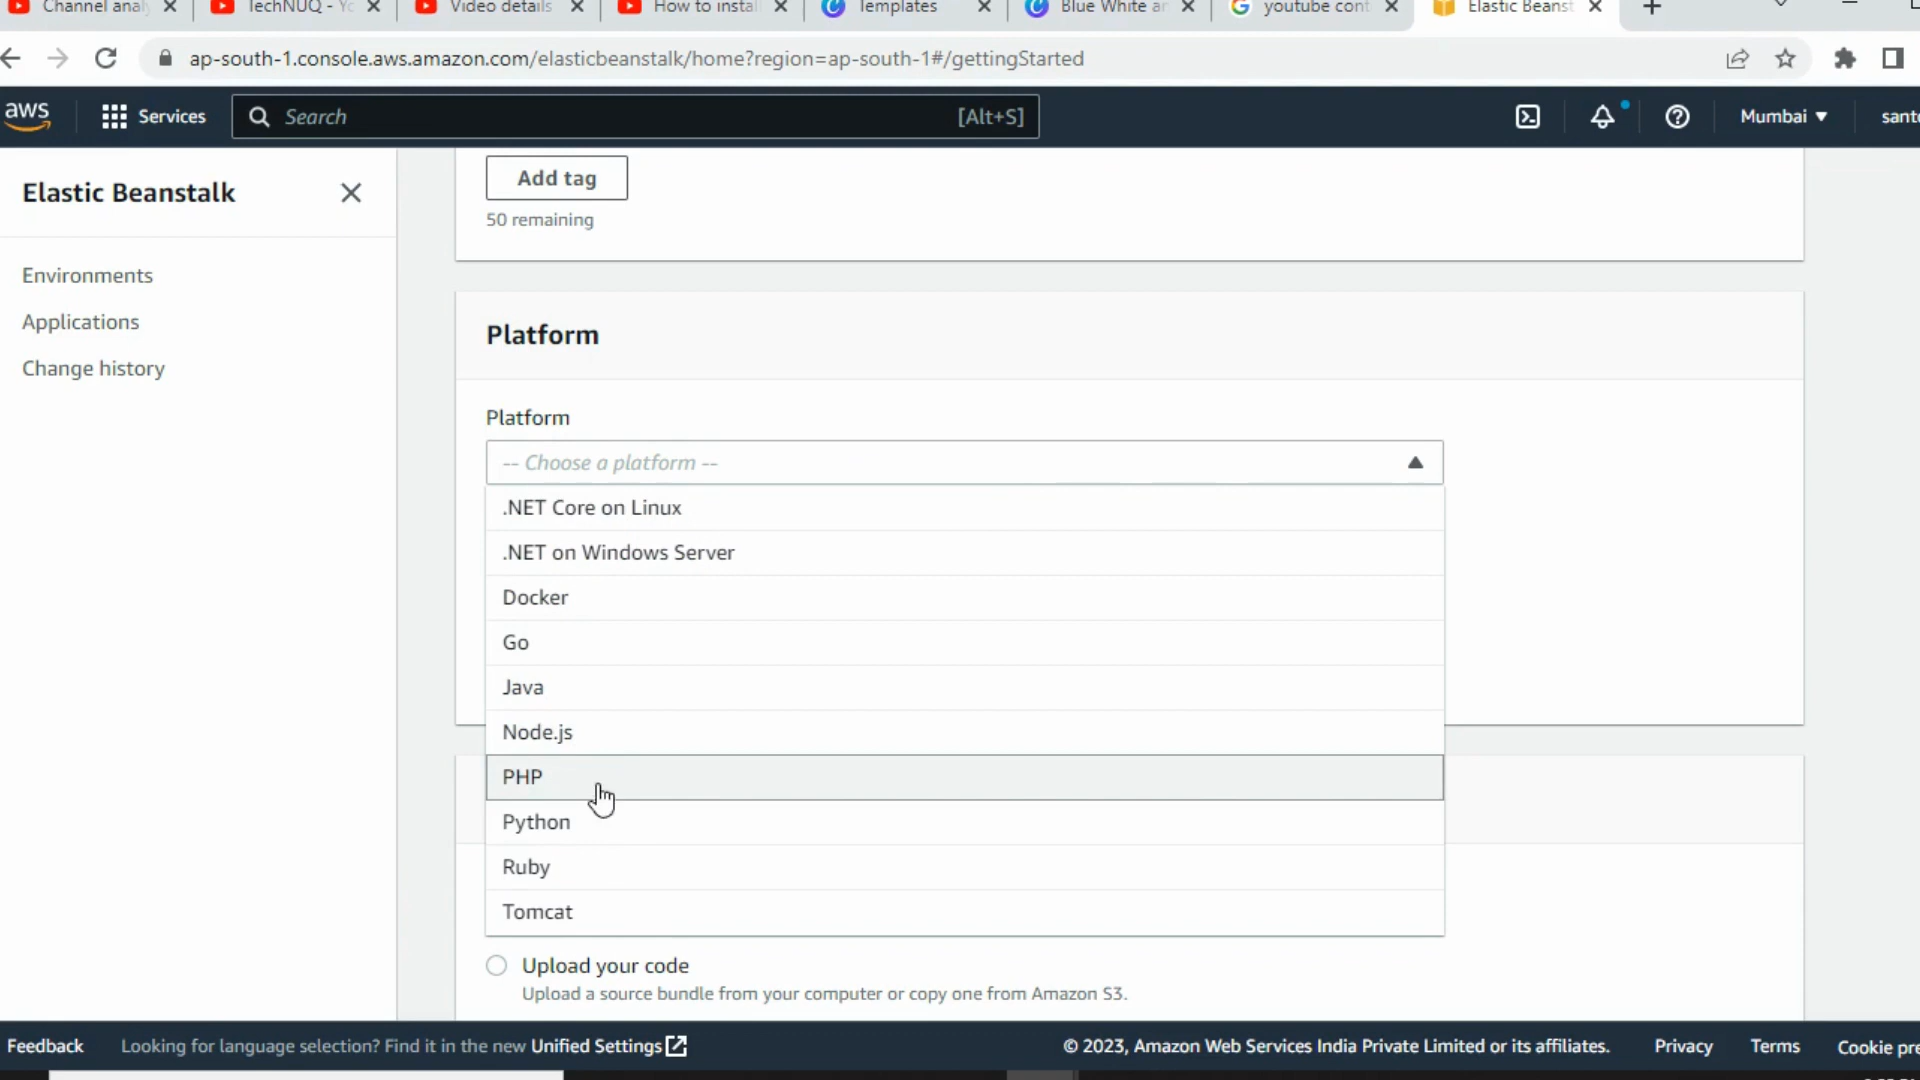 Channel anal
TechNUQ - Yo
Video details
How to instal
Templates
Blue White an
youtube cont
Elastic Beanst
ap-south-1.console.aws.amazon.com/elasticbeanstalk/home?region=ap-south-1#/gettingStarted
aws
Services
Search
[Alt+S]
Mumbai
santo
Elastic Beanstalk
Environments
Applications
Change history
Add tag
50 remaining
Platform
Platform
-- Choose a platform --
.NET Core on Linux
.NET on Windows Server
Docker
Go
Java
Node.js
PHP
Python
Ruby
Tomcat
Upload your code
Upload a source bundle from your computer or copy one from Amazon S3.
Feedback
Looking for language selection? Find it in the new Unified Settings
© 2023, Amazon Web Services India Private Limited or its affiliates.
Privacy
Terms
Cookie pre